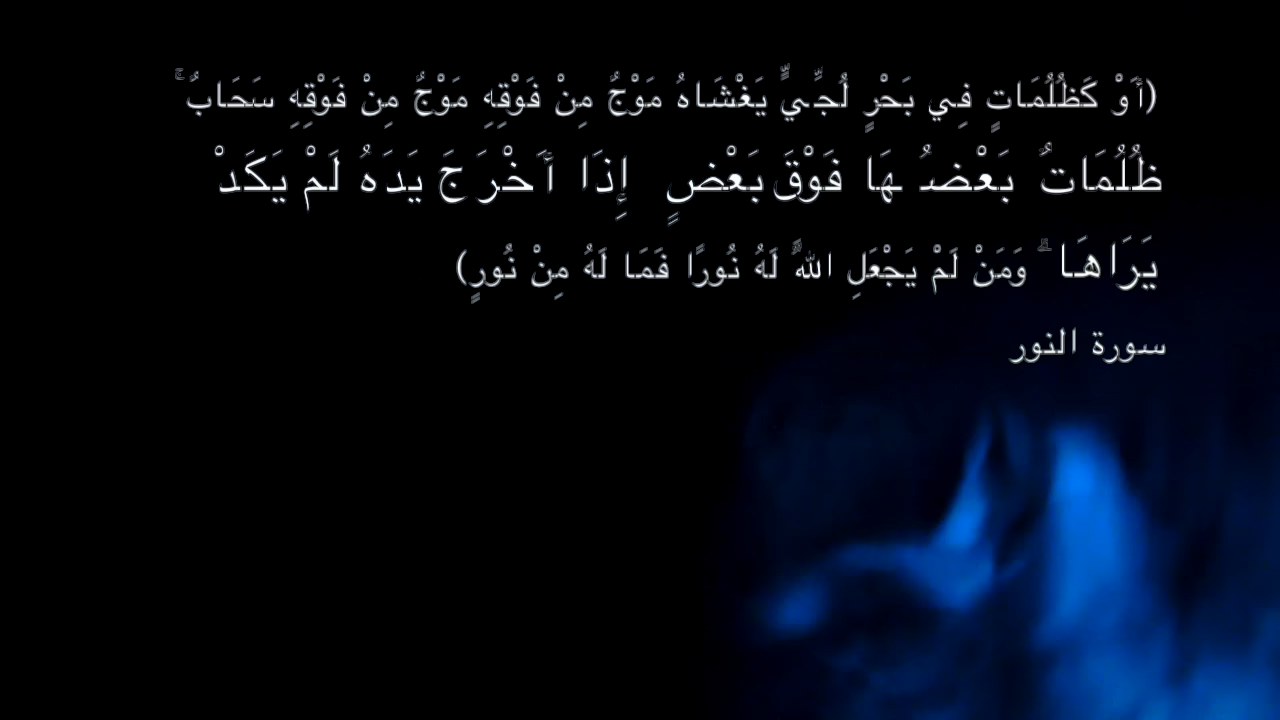 (أَوْ كَظُلُمَاتٍ فِي بَحْرٍ لُجِّيٍّ يَغْشَاهُ مَوْجٌ مِنْ فَوْقِهِ مَوْجٌ مِنْ فَوْقِهِ سَحَابٌ ۚ
ظُلُمَاتٌ بَعْضُهَا فَوْقَ بَعْضٍ إِذَا أَخْرَجَ يَدَهُ لَمْ يَكَدْ
يَرَاهَا ۗ وَمَنْ لَمْ يَجْعَلِ اللَّهُ لَهُ نُورًا فَمَا لَهُ مِنْ نُورٍ)
سورة النور